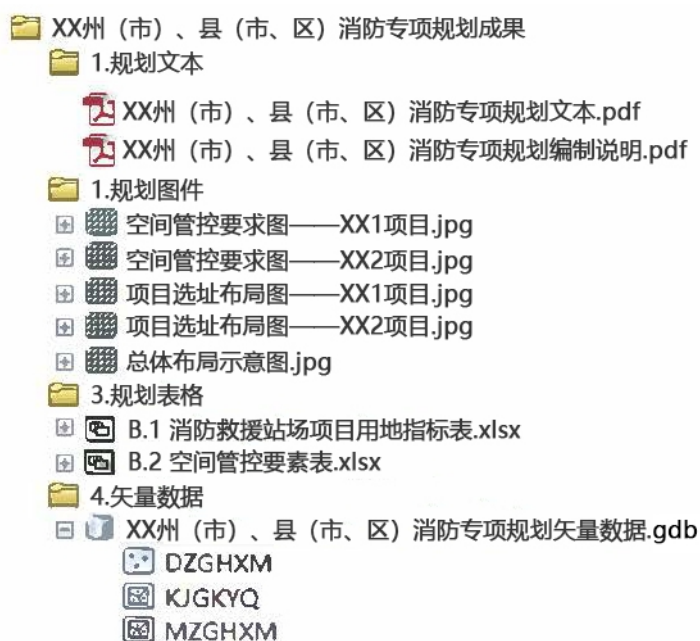 XX州（市）、县（市、区）消防专项规划成果
1.规划文本
XX州（市）、县（市、区）消防专项规划文本.pdf
XX州（市）、县（市、区）消防专项规划编制说明.pdf
1.规划图件
空间管控要求图——XX1项目.jpg
空间管控要求图——XX2项目.jpg
项目选址布局图——XX1项目.jpg
项目选址布局图——XX2项目.jpg
总体布局示意图.jpg
3.规划表格
B.1 消防救援站场项目用地指标表.xlsx
B.2 空间管控要素表.xlsx
4.矢量数据
XX州（市）、县（市、区）消防专项规划矢量数据.gdb
DZGHXM
KJGKYQ
MZGHXM